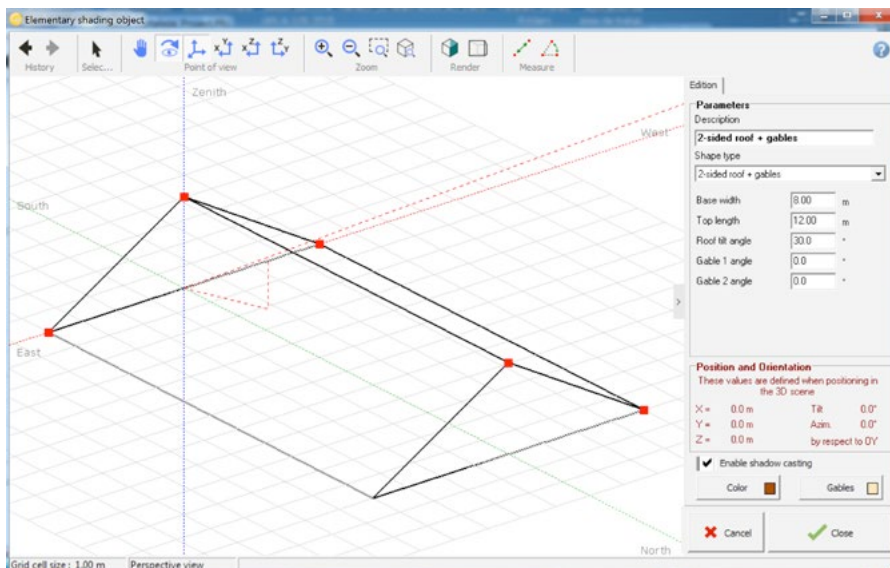 Elementary shading object
History
Selec...
Point of view
Zoom
Render
Measure
Zenith
West
South
East
North
Edition
Parameters
Description
2-sided roof + gables
Shape type
2-sided roof + gables
Base width 8.00 m
Top length 12.00 m
Roof tilt angle 30.0 °
Gable 1 angle 0.0 °
Gable 2 angle 0.0 °
Position and Orientation
These values are defined when positioning in
the 3D scene
X = 0.0 m Tilt 0.0°
Y = 0.0 m Azim. 0.0°
Z = 0.0 m by respect to OY
Enable shadow casting
Color Gables
Cancel Close
Grid cell size : 1.00 m Perspective view